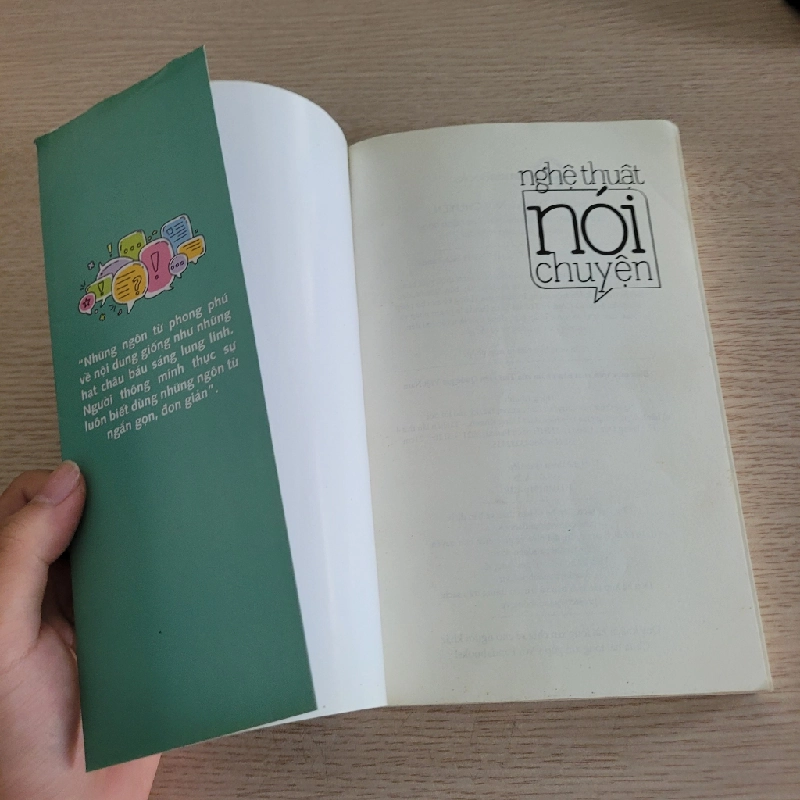 "Những ngôn từ phong phú
về nội dung giống như những
hạt châu báu sáng lung linh.
Người thông minh thực sự
luôn biết dùng những ngôn từ
ngắn gọn, đơn giản".
nghệ thuật
nói
chuyện